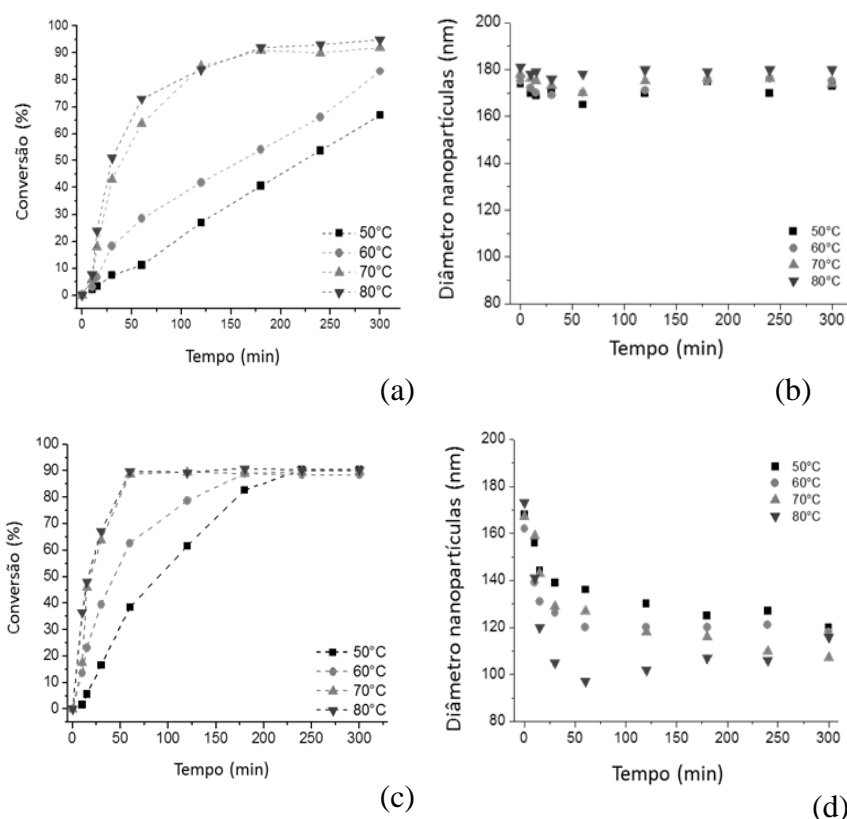 100
90
80
70
60
50
40
30
20
10
0
Conversão (%)
50°C
60°C
70°C
80°C
0 50 100 150 200 250 300
Tempo (min)
(a)
200
180
160
140
120
100
80
Diâmetro nanopartículas (nm)
50°C
60°C
70°C
80°C
0 50 100 150 200 250 300
Tempo (min)
(b)
100
90
80
70
60
50
40
30
20
10
0
Conversão (%)
50°C
60°C
70°C
80°C
0 50 100 150 200 250 300
Tempo (min)
(c)
200
180
160
140
120
100
80
Diâmetro nanopartículas (nm)
50°C
60°C
70°C
80°C
0 50 100 150 200 250 300
Tempo (min)
(d)